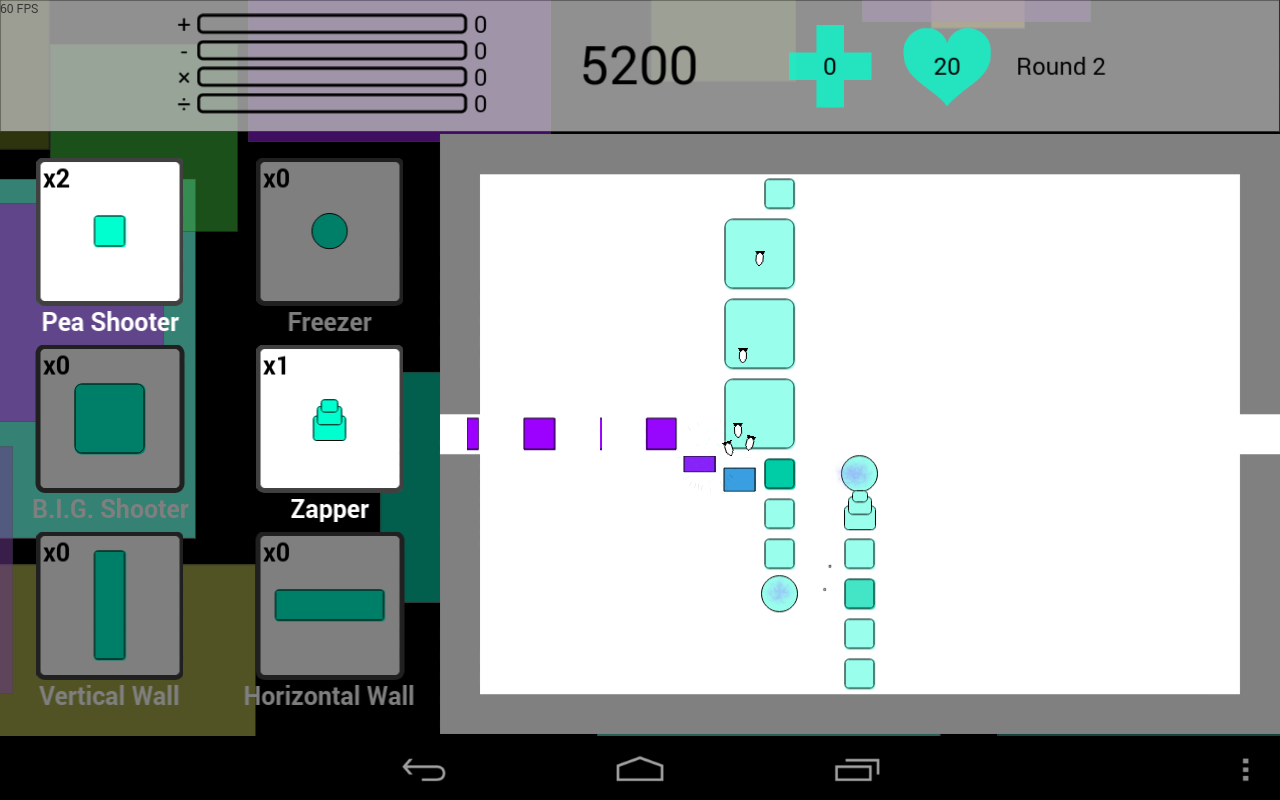 60 FPS
+ 0
- 0
× 0
÷ 0
5200
0
20
Round 2
x2
x0
Pea Shooter
Freezer
x0
x1
B.I.G. Shooter
Zapper
x0
x0
Vertical Wall
Horizontal Wall